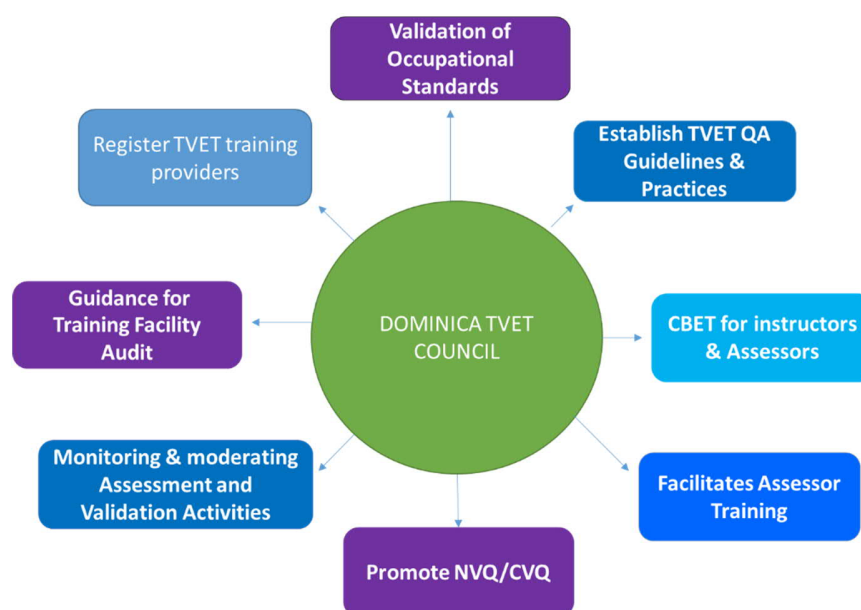 Validation of
Occupational
Standards
Register TVET training
providers
Establish TVET QA
Guidelines &
Practices
Guidance for
Training Facility
Audit
DOMINICA TVET
COUNCIL
CBET for instructors
& Assessors
Monitoring & moderating
Assessment and
Validation Activities
Facilitates Assessor
Training
Promote NVQ/CVQ